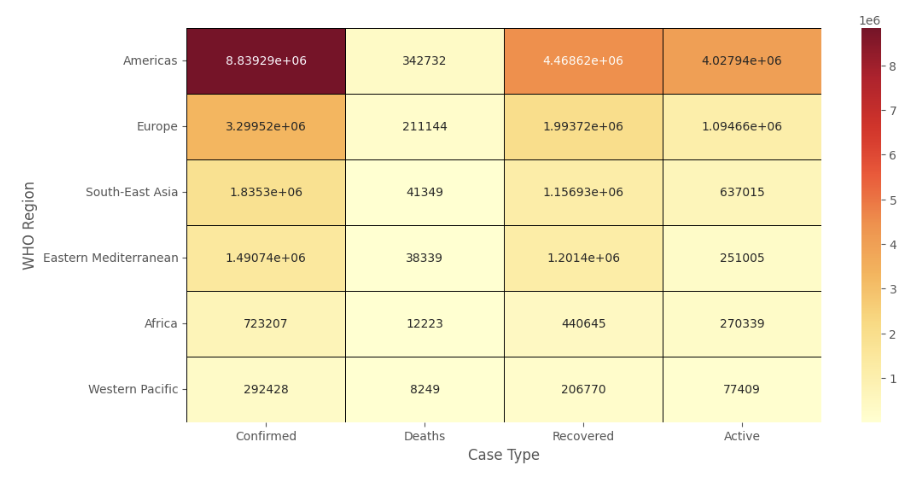 1e6
Americas 8.83929e+06 342732 4.46862e+06 4.02794e+06
Europe 3.29952e+06 211144 1.99372e+06 1.09466e+06
South-East Asia 1.8353e+06 41349 1.15693e+06 637015
Eastern Mediterranean 1.49074e+06 38339 1.2014e+06 251005
Africa 723207 12223 440645 270339
Western Pacific 292428 8249 206770 77409
Confirmed Deaths Recovered Active
Case Type
WHO Region
8
7
6
5
4
3
2
1